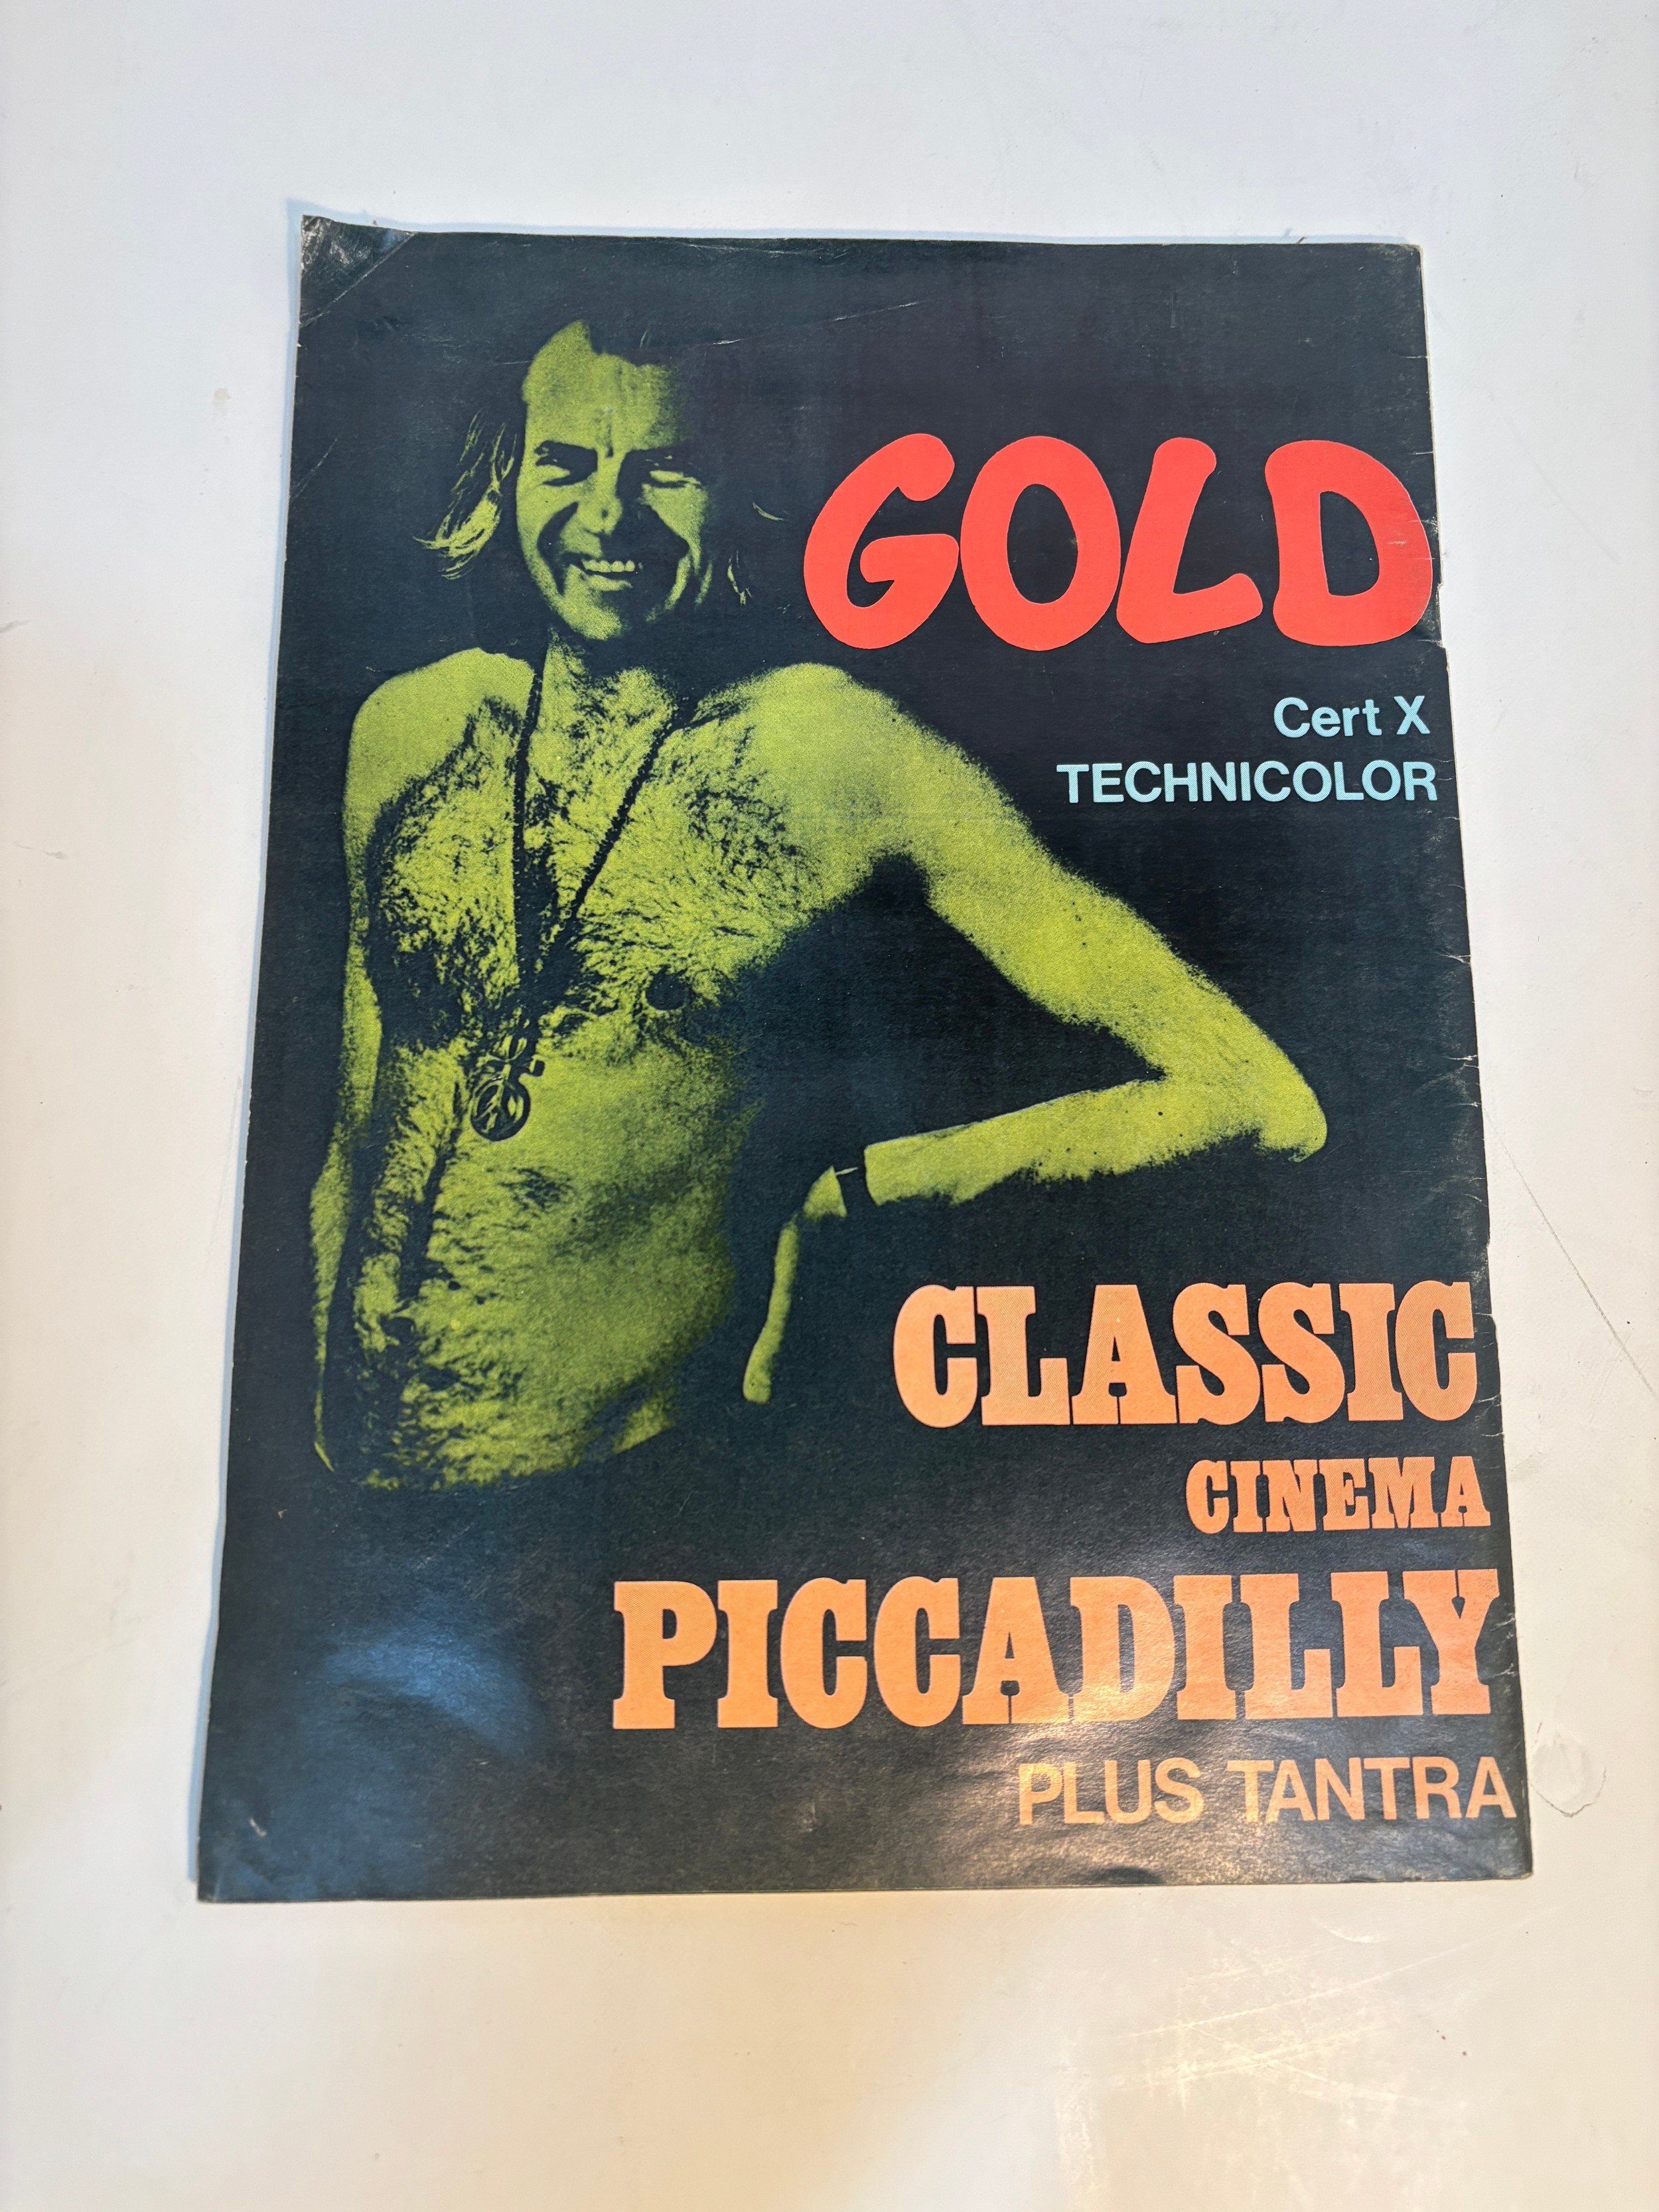 GOLD
Cert X
TECHNICOLOR
CLASSIC
CINEMA
PICCADILLY
PLUS TANTRA